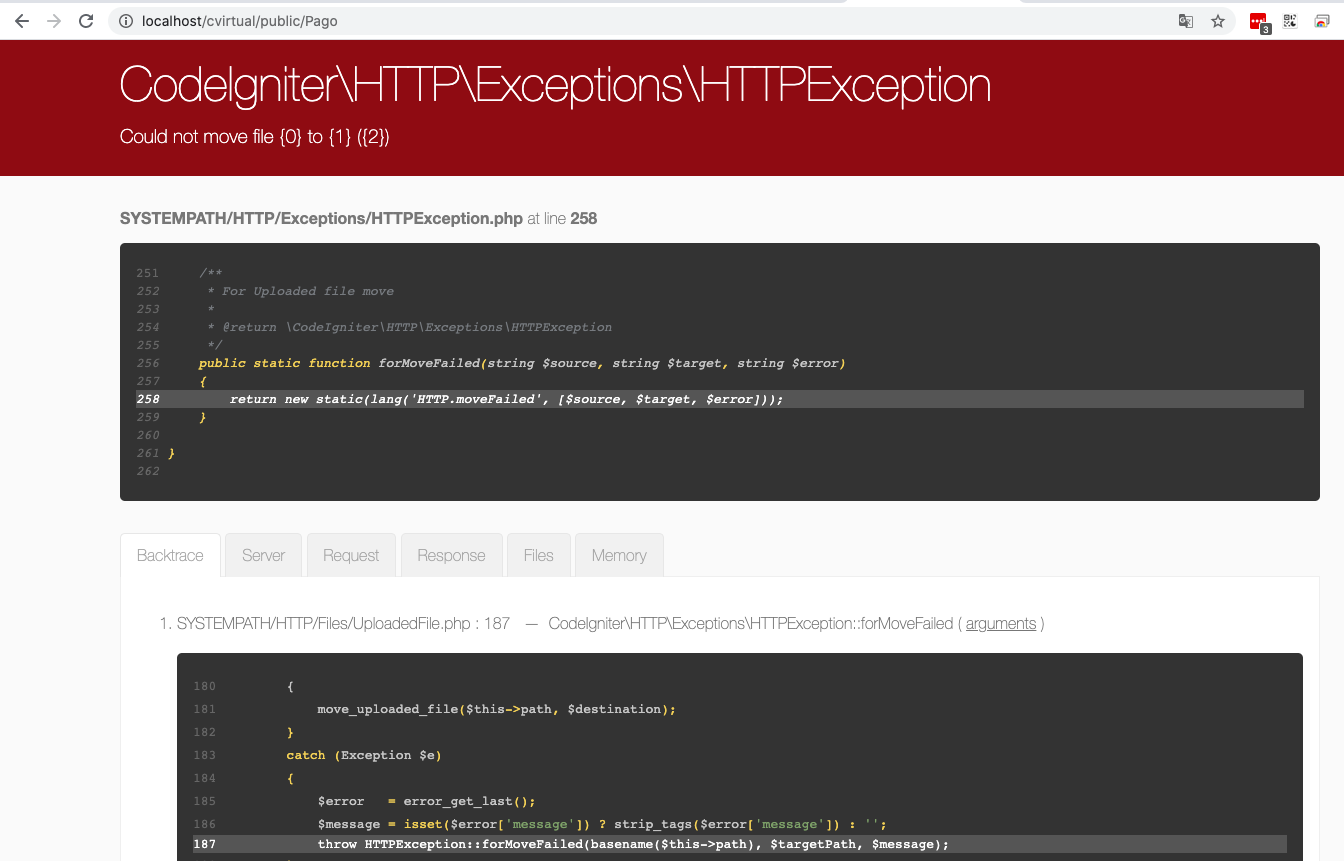 localhost/cvirtual/public/Pago
3
CodeIgniter\HTTP\Exceptions\HTTPException
Could not move file {0} to {1} ({2})
SYSTEMPATH/HTTP/Exceptions/HTTPException.php at line 258
251 /**
252 * For Uploaded file move
253 *
254 * @return \CodeIgniter\HTTP\Exceptions\HTTPException
255 */
256 public static function forMoveFailed(string $source, string $target, string $error)
257 {
258 return new static(lang('HTTP.moveFailed', [$source, $target, $error]));
259 }
260
261 }
262
Backtrace Server Request Response Files Memory
1. SYSTEMPATH/HTTP/Files/UploadedFile.php : 187 — CodeIgniter\HTTP\Exceptions\HTTPException::forMoveFailed ( arguments )
180 {
181 move_uploaded_file($this->path, $destination);
182 }
183 catch (Exception $e)
184 {
185 $error = error_get_last();
186 $message = isset($error['message']) ? strip_tags($error['message']) : '';
187 throw HTTPException::forMoveFailed(basename($this->path), $targetPath, $message);